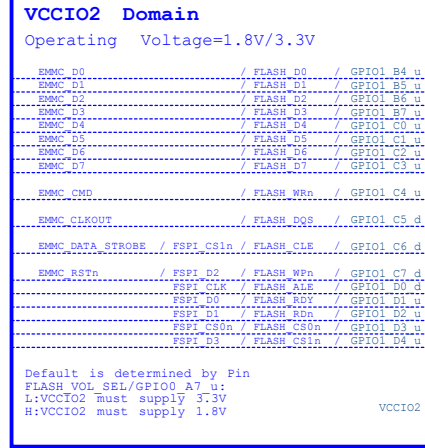 VCCIO2 Domain
Operating Voltage=1.8V/3.3V
EMMC_D0 / FLASH_D0 / GPIO1_B4_u
EMMC_D1 / FLASH_D1 / GPIO1_B5_u
EMMC_D2 / FLASH_D2 / GPIO1_B6_u
EMMC_D3 / FLASH_D3 / GPIO1_B7_u
EMMC_D4 / FLASH_D4 / GPIO1_C0_u
EMMC_D5 / FLASH_D5 / GPIO1_C1_u
EMMC_D6 / FLASH_D6 / GPIO1_C2_u
EMMC_D7 / FLASH_D7 / GPIO1_C3_u
EMMC_CMD / FLASH_WRn / GPIO1_C4_u
EMMC_CLKOUT / FLASH_DQS / GPIO1_C5_d
EMMC_DATA_STROBE / FSPI_CS1n / FLASH_CLE / GPIO1_C6_d
EMMC_RSTn / FSPI_D2 / FLASH_WPn / GPIO1_C7_d
FSPI_CLK / FLASH_ALE / GPIO1_D0_d
FSPI_D0 / FLASH_RDY / GPIO1_D1_u
FSPI_D1 / FLASH_RDn / GPIO1_D2_u
FSPI_CS0n / FLASH_CS0n / GPIO1_D3_u
FSPI_D3 / FLASH_CS1n / GPIO1_D4_u
Default is determined by Pin
FLASH_VOL_SEL/GPIO0_A7_u:
L:VCCIO2 must supply 3.3V
H:VCCIO2 must supply 1.8V
VCCIO2